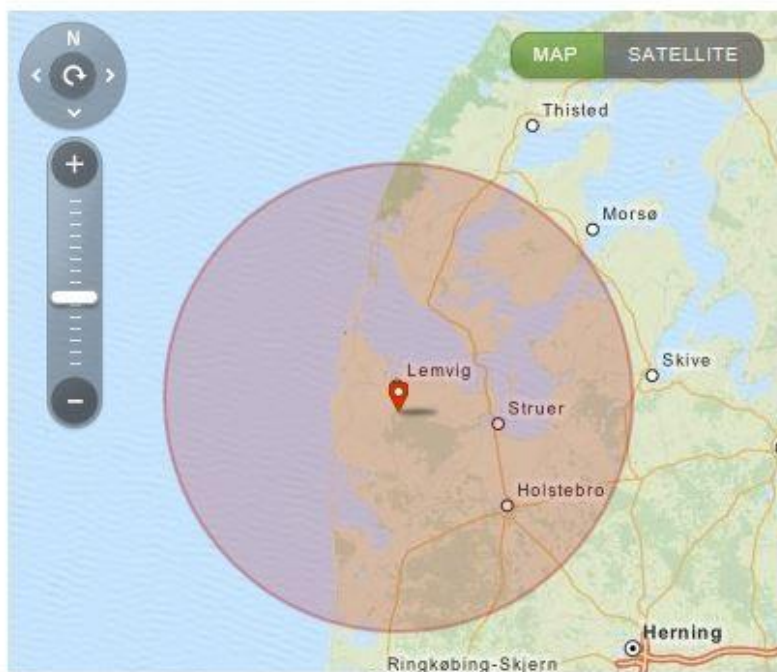 N
MAP
SATELLITE
Thisted
Morsø
Lemvig
Skive
Struer
Holstebro
Herning
Ringkøbing-Skjern